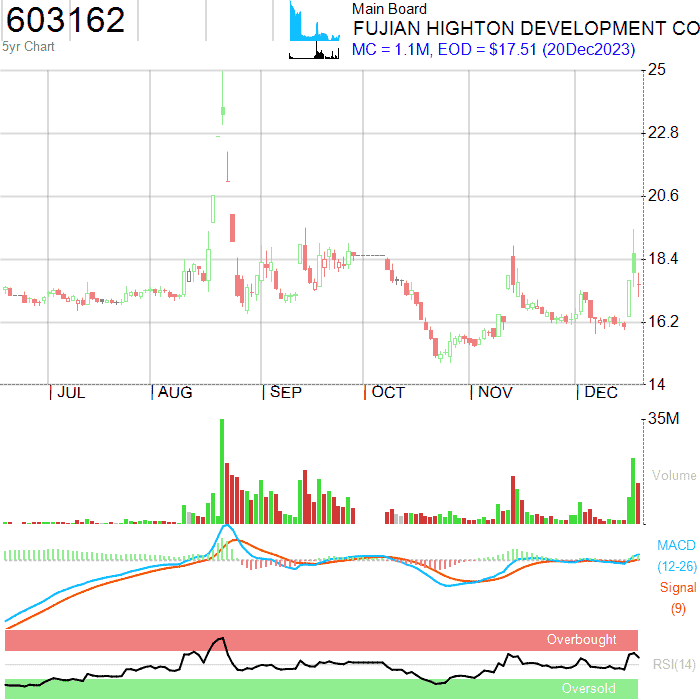 603162
5yr Chart
Main Board
FUJIAN HIGHTON DEVELOPMENT CO
MC = 1.1M, EOD = $17.51 (20Dec2023)
25
22.8
20.6
18.4
16.2
14
JUL AUG SEP OCT NOV DEC
35M
Volume
MACD
(12-26)
Signal
(9)
Overbought
RSI(14)
Oversold